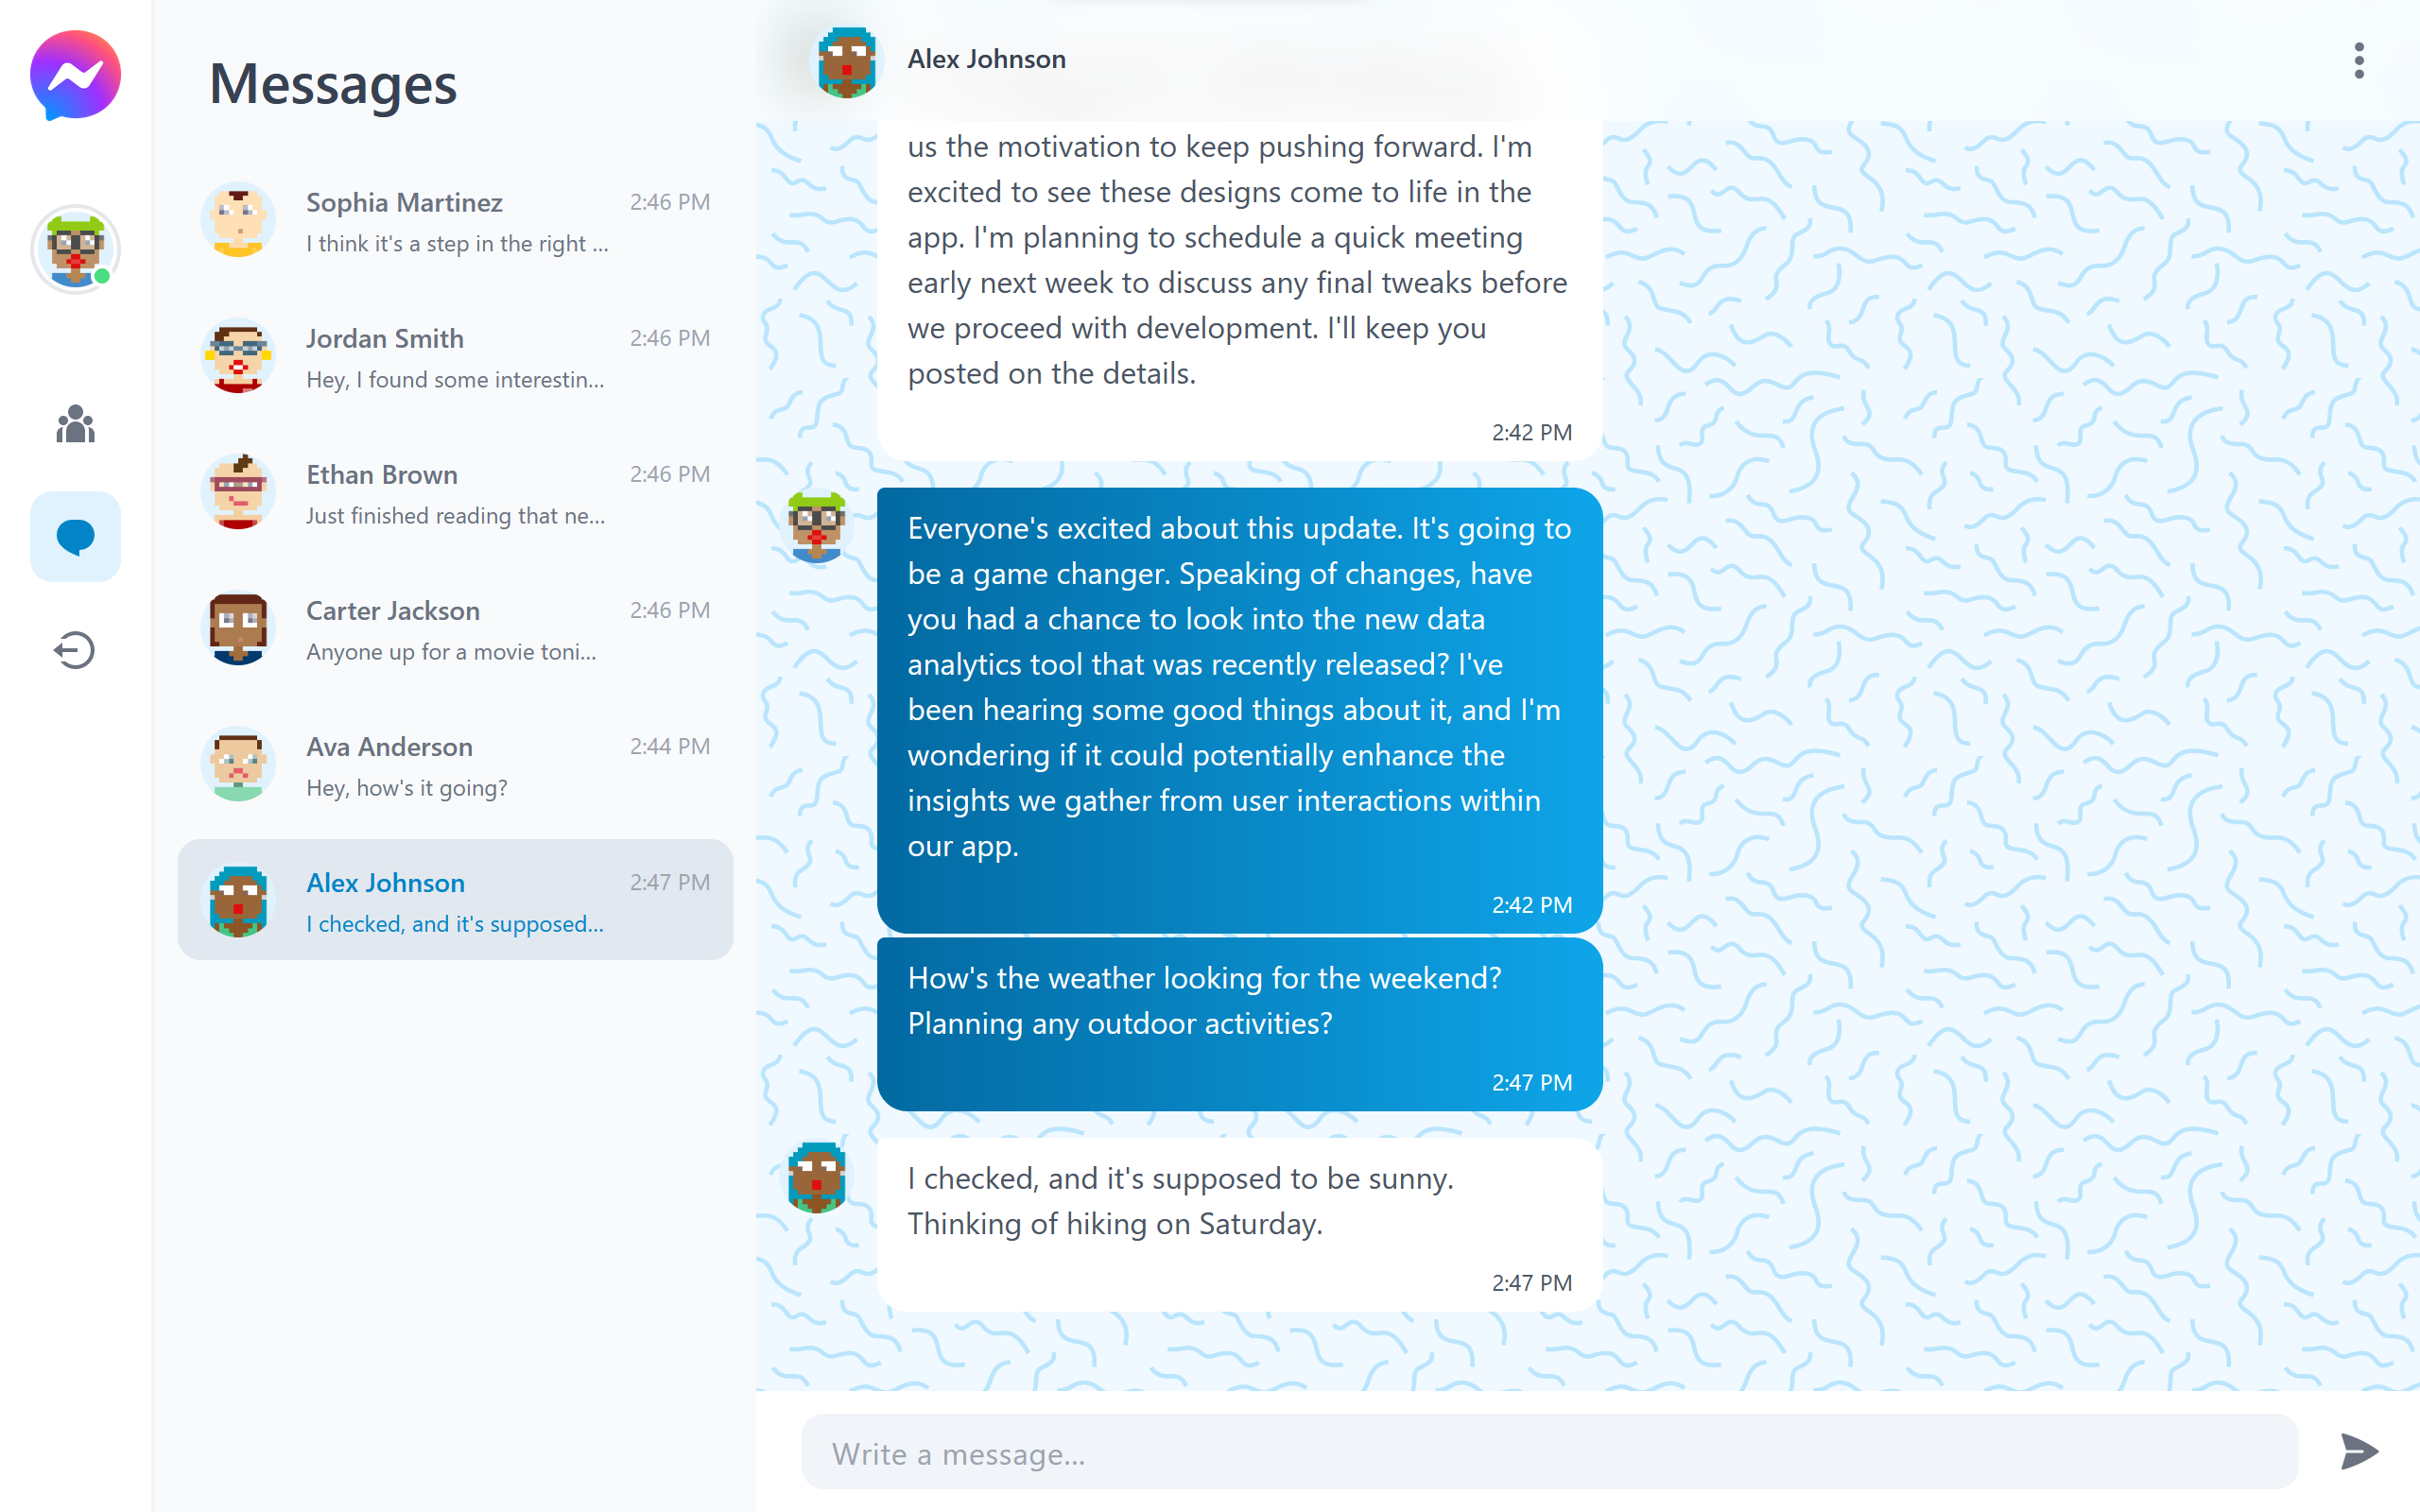 Messages
Sophia Martinez
2:46 PM
I think it's a step in the right ...
Jordan Smith
2:46 PM
Hey, I found some interestin...
Ethan Brown
2:46 PM
Just finished reading that ne...
Carter Jackson
2:46 PM
Anyone up for a movie toni...
Ava Anderson
2:44 PM
Hey, how's it going?
Alex Johnson
2:47 PM
I checked, and it's supposed...
Alex Johnson
us the motivation to keep pushing forward. I'm
excited to see these designs come to life in the
app. I'm planning to schedule a quick meeting
early next week to discuss any final tweaks before
we proceed with development. I'll keep you
posted on the details.
2:42 PM
Everyone's excited about this update. It's going to
be a game changer. Speaking of changes, have
you had a chance to look into the new data
analytics tool that was recently released? I've
been hearing some good things about it, and I'm
wondering if it could potentially enhance the
insights we gather from user interactions within
our app.
2:42 PM
How's the weather looking for the weekend?
Planning any outdoor activities?
2:47 PM
I checked, and it's supposed to be sunny.
Thinking of hiking on Saturday.
2:47 PM
Write a message...